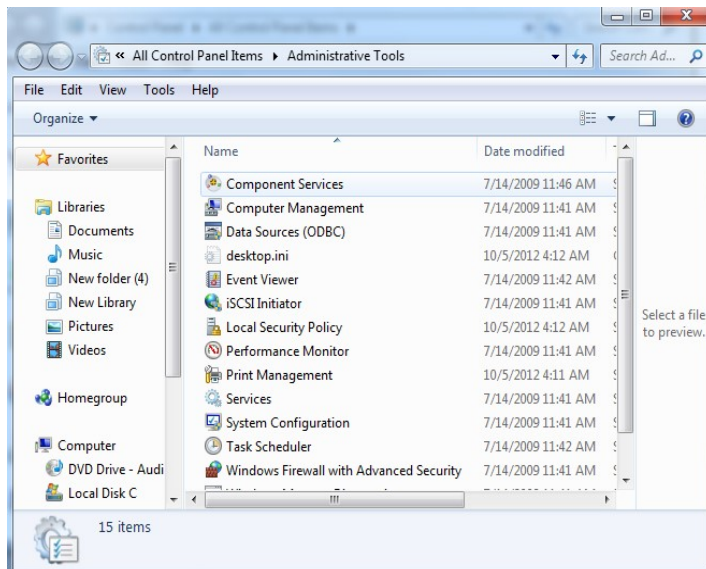 « All Control Panel Items ▸ Administrative Tools
Search Ad...
File Edit View Tools Help
Organize
Name Date modified
Favorites
Libraries
Documents
Music
New folder (4)
New Library
Pictures
Videos
Homegroup
Computer
DVD Drive - Audi
Local Disk C
Component Services 7/14/2009 11:46 AM
Computer Management 7/14/2009 11:41 AM
Data Sources (ODBC) 7/14/2009 11:41 AM
desktop.ini 10/5/2012 4:12 AM
Event Viewer 7/14/2009 11:42 AM
iSCSI Initiator 7/14/2009 11:41 AM
Local Security Policy 10/5/2012 4:12 AM
Performance Monitor 7/14/2009 11:41 AM
Print Management 10/5/2012 4:11 AM
Services 7/14/2009 11:41 AM
System Configuration 7/14/2009 11:41 AM
Task Scheduler 7/14/2009 11:42 AM
Windows Firewall with Advanced Security 7/14/2009 11:41 AM
Select a file
to preview.
15 items